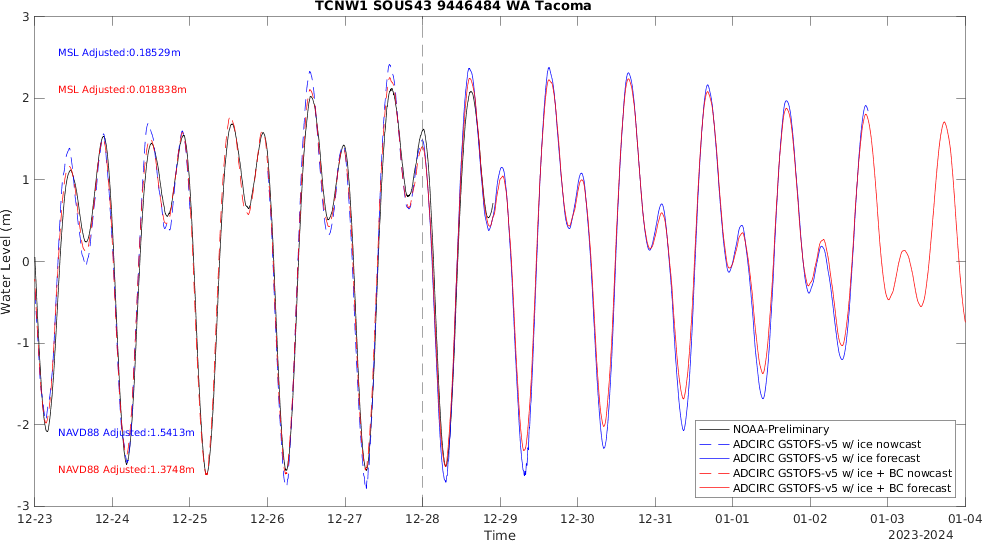 TCNW1 SOUS43 9446484 WA Tacoma
3
2
1
0
-1
-2
-3
Water Level (m)
MSL Adjusted:0.18529m
MSL Adjusted:0.018838m
NAVD88 Adjusted:1.5413m
NAVD88 Adjusted:1.3748m
NOAA-Preliminary
ADCIRC GSTOFS-v5 w/ ice nowcast
ADCIRC GSTOFS-v5 w/ ice forecast
ADCIRC GSTOFS-v5 w/ ice + BC nowcast
ADCIRC GSTOFS-v5 w/ ice + BC forecast
12-23 12-24 12-25 12-26 12-27 12-28 12-29 12-30 12-31 01-01 01-02 01-03 01-04
Time
2023-2024